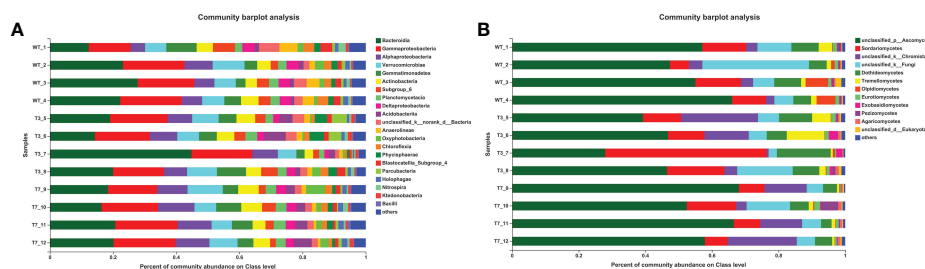 A
Community barplot analysis
WT_1
WT_2
WT_3
WT_4
T3_5
T3_6
T3_7
T3_8
T7_9
T7_10
T7_11
T7_12
Samples
0
0.2
0.4
0.6
0.8
1
Percent of community abundance on Class level
Bacteroidia
Gammaproteobacteria
Alphaproteobacteria
Verrucomicrobiae
Gemmatimonadetes
Actinobacteria
Subgroup_6
Planctomycetacia
Deltaproteobacteria
Acidobacteriia
unclassified_k__norank_d__Bacteria
Anaerolineae
Oxyphotobacteria
Chloroflexia
Phycisphaerae
Blastocatellia_Subgroup_4
Parcubacteria
Holophagae
Nitrospira
Ktedonobacteria
Bacilli
others
B
Community barplot analysis
WT_1
WT_2
WT_3
WT_4
T3_5
T3_6
T3_7
T3_8
T7_9
T7_10
T7_11
T7_12
Samples
0
0.2
0.4
0.6
0.8
1
Percent of community abundance on Class level
unclassified_p__Ascomyco
Sordariomycetes
unclassified_k__Chromista
unclassified_k__Fungi
Dothideomycetes
Tremellomycetes
Olpidiomycetes
Eurotiomycetes
Exobasidiomycetes
Pezizomycetes
Agaricomycetes
unclassified_d__Eukaryota
others